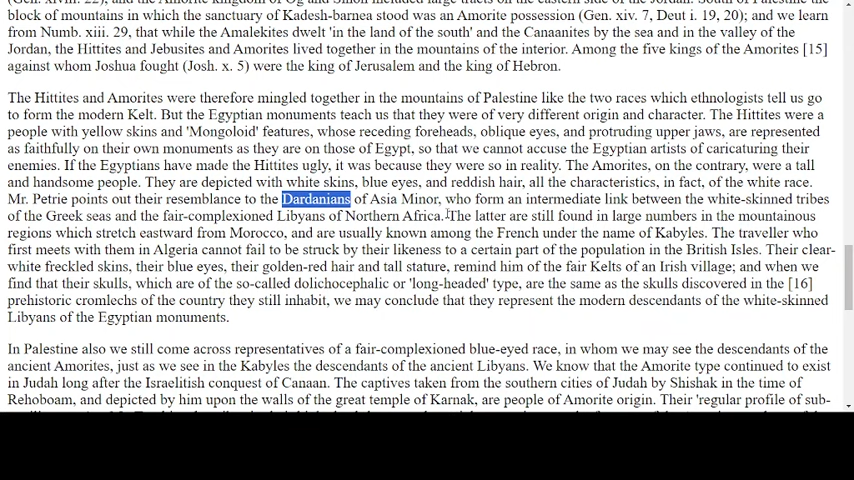 block of mountains in which the sanctuary of Kadesh-barnea stood was an Amorite possession (Gen. xiv. 7, Deut i. 19, 20); and we learn
from Numb. xiii. 29, that while the Amalekites dwelt 'in the land of the south' and the Canaanites by the sea and in the valley of the
Jordan, the Hittites and Jebusites and Amorites lived together in the mountains of the interior. Among the five kings of the Amorites [15]
against whom Joshua fought (Josh. x. 5) were the king of Jerusalem and the king of Hebron.
The Hittites and Amorites were therefore mingled together in the mountains of Palestine like the two races which ethnologists tell us go
to form the modern Kelt. But the Egyptian monuments teach us that they were of very different origin and character. The Hittites were a
people with yellow skins and 'Mongoloid' features, whose receding foreheads, oblique eyes, and protruding upper jaws, are represented
as faithfully on their own monuments as they are on those of Egypt, so that we cannot accuse the Egyptian artists of caricaturing their
enemies. If the Egyptians have made the Hittites ugly, it was because they were so in reality. The Amorites, on the contrary, were a tall
and handsome people. They are depicted with white skins, blue eyes, and reddish hair, all the characteristics, in fact, of the white race.
Mr. Petrie points out their resemblance to the Dardanians of Asia Minor, who form an intermediate link between the white-skinned tribes
of the Greek seas and the fair-complexioned Libyans of Northern Africa. The latter are still found in large numbers in the mountainous
regions which stretch eastward from Morocco, and are usually known among the French under the name of Kabyles. The traveller who
first meets with them in Algeria cannot fail to be struck by their likeness to a certain part of the population in the British Isles. Their clear-
white freckled skins, their blue eyes, their golden-red hair and tall stature, remind him of the fair Kelts of an Irish village; and when we
find that their skulls, which are of the so-called dolichocephalic or 'long-headed' type, are the same as the skulls discovered in the [16]
prehistoric cromlechs of the country they still inhabit, we may conclude that they represent the modern descendants of the white-skinned
Libyans of the Egyptian monuments.
In Palestine also we still come across representatives of a fair-complexioned blue-eyed race, in whom we may see the descendants of the
ancient Amorites, just as we see in the Kabyles the descendants of the ancient Libyans. We know that the Amorite type continued to exist
in Judah long after the Israelitish conquest of Canaan. The captives taken from the southern cities of Judah by Shishak in the time of
Rehoboam, and depicted by him upon the walls of the great temple of Karnak, are people of Amorite origin. Their 'regular profile of sub-